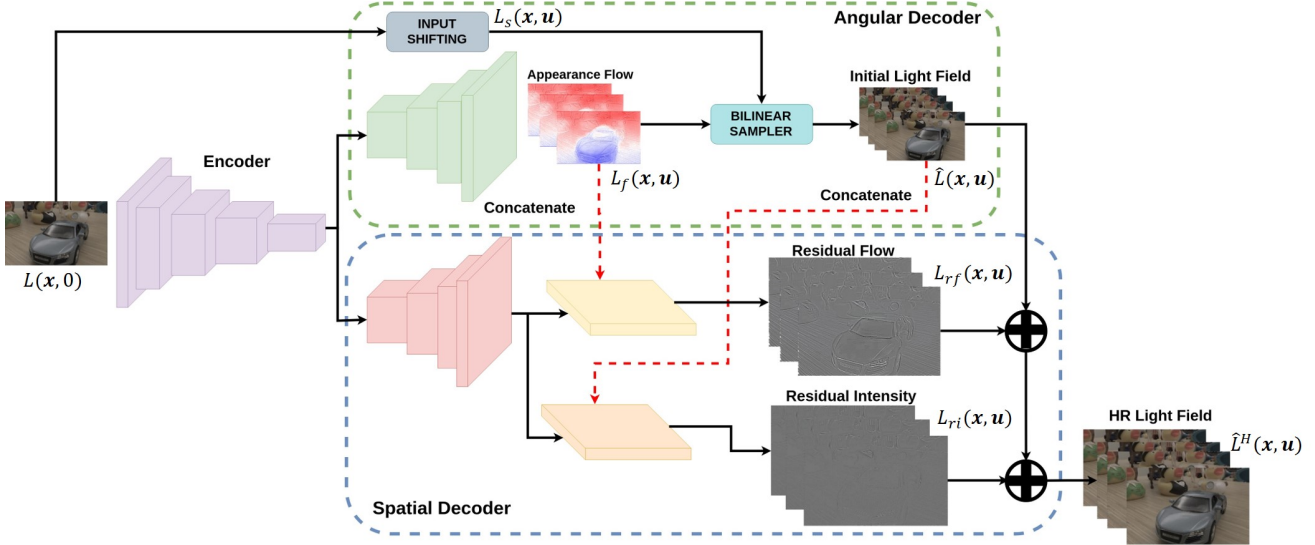 Angular Decoder
INPUT
SHIFTING
Lₛ(x, u)
Appearance Flow
Initial Light Field
BILINEAR
SAMPLER
Encoder
L_f(x, u)
L̂(x, u)
Concatenate
Concatenate
L(x, 0)
Residual Flow
L_rf(x, u)
Residual Intensity
L_ri(x, u)
HR Light Field
L̂ᴴ(x, u)
Spatial Decoder